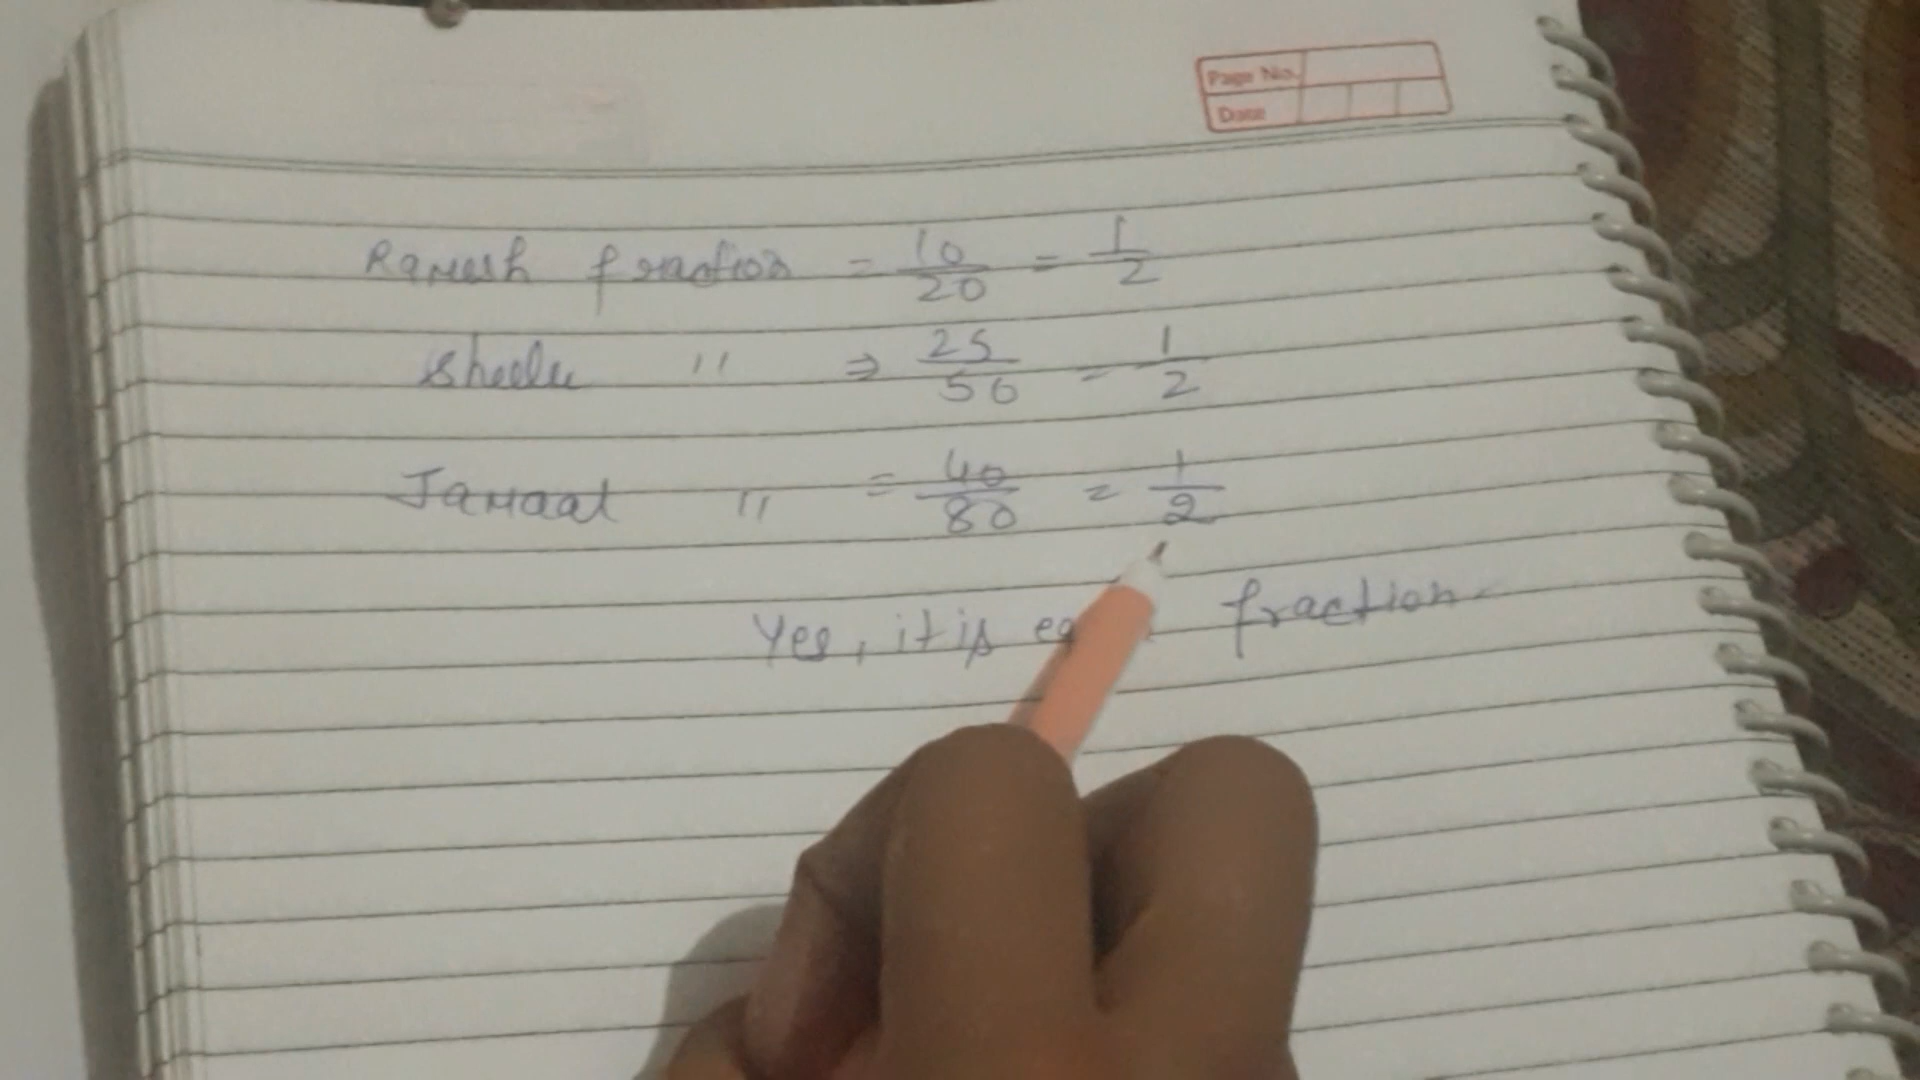 Page No.
Date
Ramesh fraction = 10/20 = 1/2
Sheelu " ⇒ 25/50 = 1/2
Jamaal " = 40/80 = 1/2
Yes, it is fraction